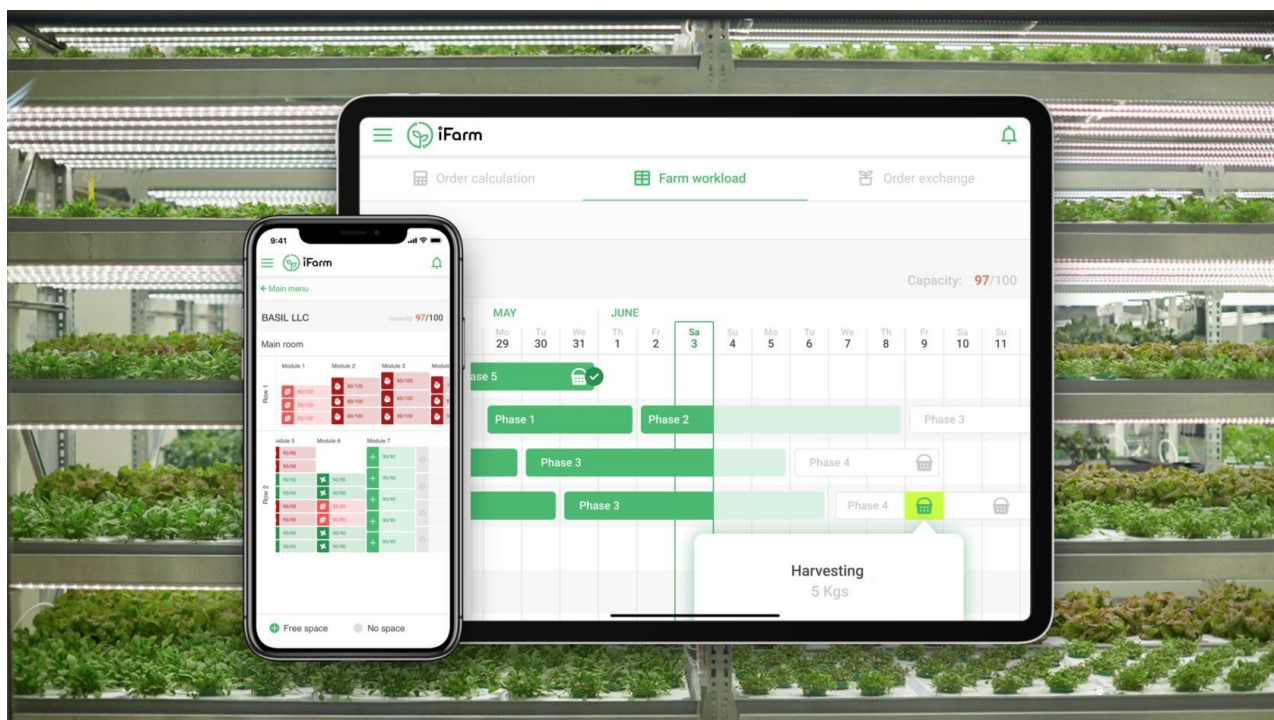 iFarm
Order calculation
Farm workload
Order exchange
Capacity: 97/100
MAY JUNE
Mo Tu We Th Fr Sa Su Mo Tu We Th Fr Sa Su
29 30 31 1 2 3 4 5 6 7 8 9 10 11
ase 5
Phase 1 Phase 2 Phase 3
Phase 3 Phase 4
Phase 3 Phase 4
Harvesting
5 Kgs
9:41
iFarm
Main menu
BASIL LLC Capacity 97/100
Main room
Module 1 Module 2 Module 3 Module
Row 1
odule 5 Module 6 Module 7
Row 2
Free space No space